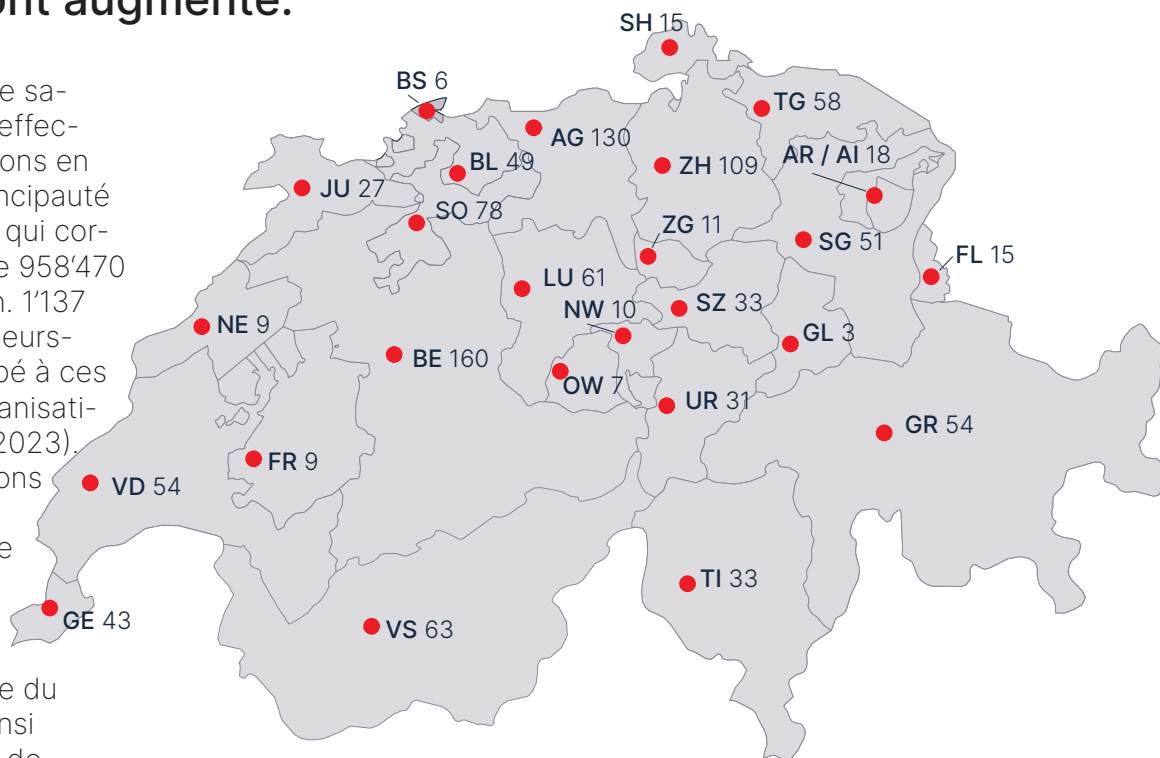 ont augmenté.
e sa-
effec-
ons en
ncipauté
qui cor-
e 958‘470
n. 1’137
eurs-
pé à ces
anisati-
2023).
ons
e
e du
nsi
de
SH 15
BS 6
TG 58
AG 130
AR / AI 18
BL 49
ZH 109
JU 27
SO 78
ZG 11
SG 51
FL 15
LU 61
NW 10
SZ 33
NE 9
GL 3
BE 160
OW 7
UR 31
GR 54
FR 9
VD 54
TI 33
GE 43
VS 63